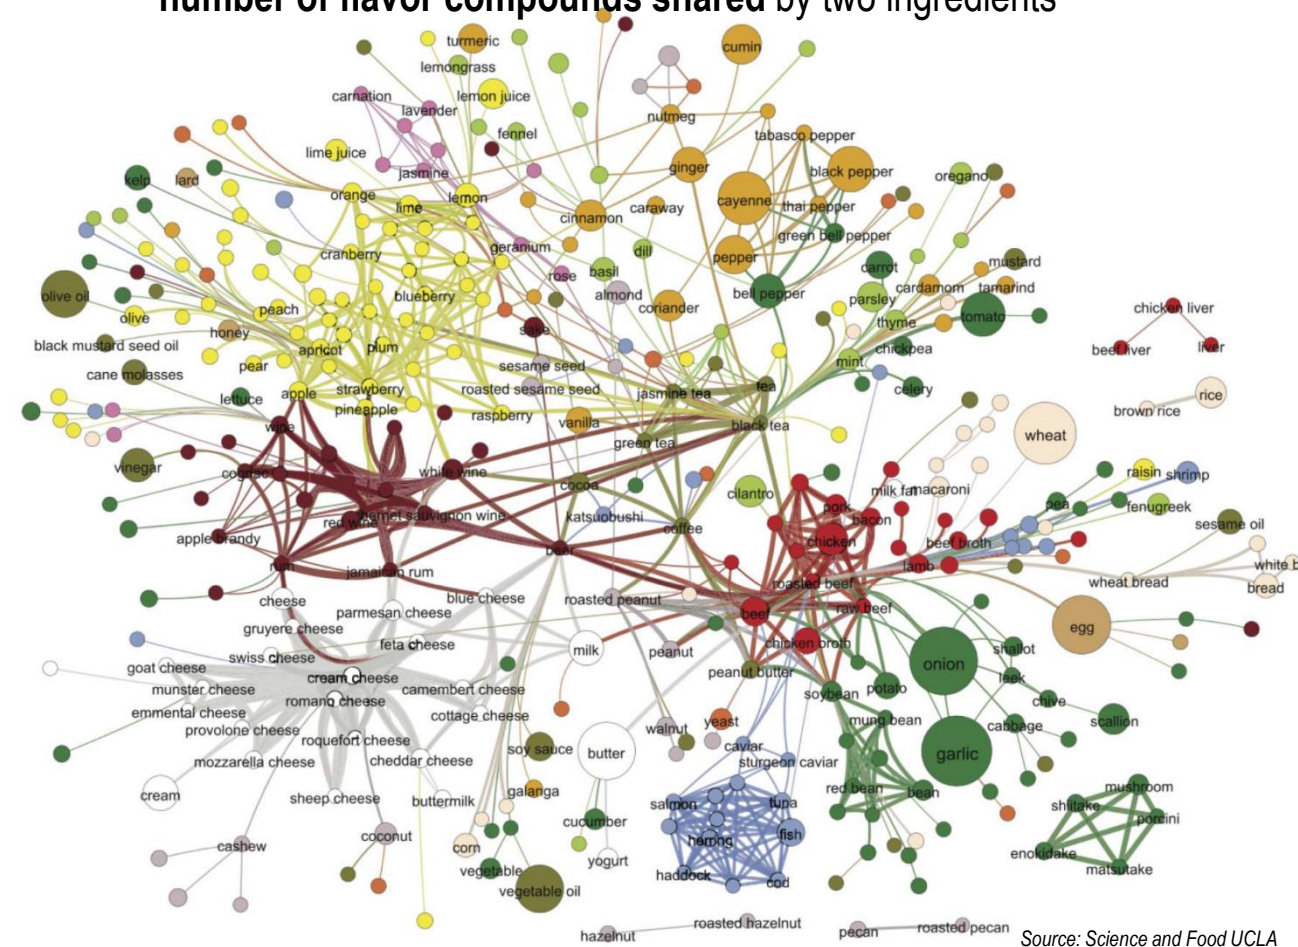 number of flavor compounds shared by two ingredients
turmeric
cumin
lemongrass
carnation
lemon juice
lavender
nutmeg
fennel
tabasco pepper
lime juice
ginger
black pepper
jasmine
kelp
lard
oregano
orange
lemon
lime
cayenne
caraway
thai pepper
cinnamon
green bell pepper
geranium
dill
cranberry
pepper
mustard
carrot
rose
basil
cardamom
tamarind
olive oil
blueberry
almond
bell pepper
parsley
peach
coriander
chicken liver
olive
tomato
honey
sake
thyme
black mustard seed oil
apricot
plum
chickpea
beef liver
liver
pear
sesame seed
mint
cane molasses
apple
strawberry
roasted sesame seed
jasmine tea
tea
celery
lettuce
rice
pineapple
raspberry
brown rice
wine
vanilla
black tea
wheat
green tea
vinegar
cognac
white wine
raisin
shrimp
cocoa
cilantro
milk fat
macaroni
pea
fenugreek
red wine
cabernet sauvignon wine
katsuobushi
pork
coffee
bacon
sesame oil
apple brandy
chicken
beef broth
beer
rum
jamaican rum
lamb
white b
roasted beef
wheat bread
bread
cheese
blue cheese
roasted peanut
parmesan cheese
beef
raw beef
gruyere cheese
egg
feta cheese
chicken broth
swiss cheese
milk
peanut
shallot
goat cheese
onion
cream cheese
peanut butter
leek
munster cheese
camembert cheese
potato
romano cheese
soybean
chive
emmental cheese
cottage cheese
mung bean
walnut
yeast
cabbage
scallion
provolone cheese
roquefort cheese
soy sauce
butter
caviar
garlic
mozzarella cheese
cheddar cheese
sturgeon caviar
mushroom
red bean
bean
cream
sheep cheese
buttermilk
galanga
salmon
tuna
shiitake
porcini
cucumber
coconut
fish
cashew
corn
herring
enokidake
yogurt
matsutake
vegetable
haddock
cod
vegetable oil
hazelnut
roasted hazelnut
pecan
roasted pecan
Source: Science and Food UCLA